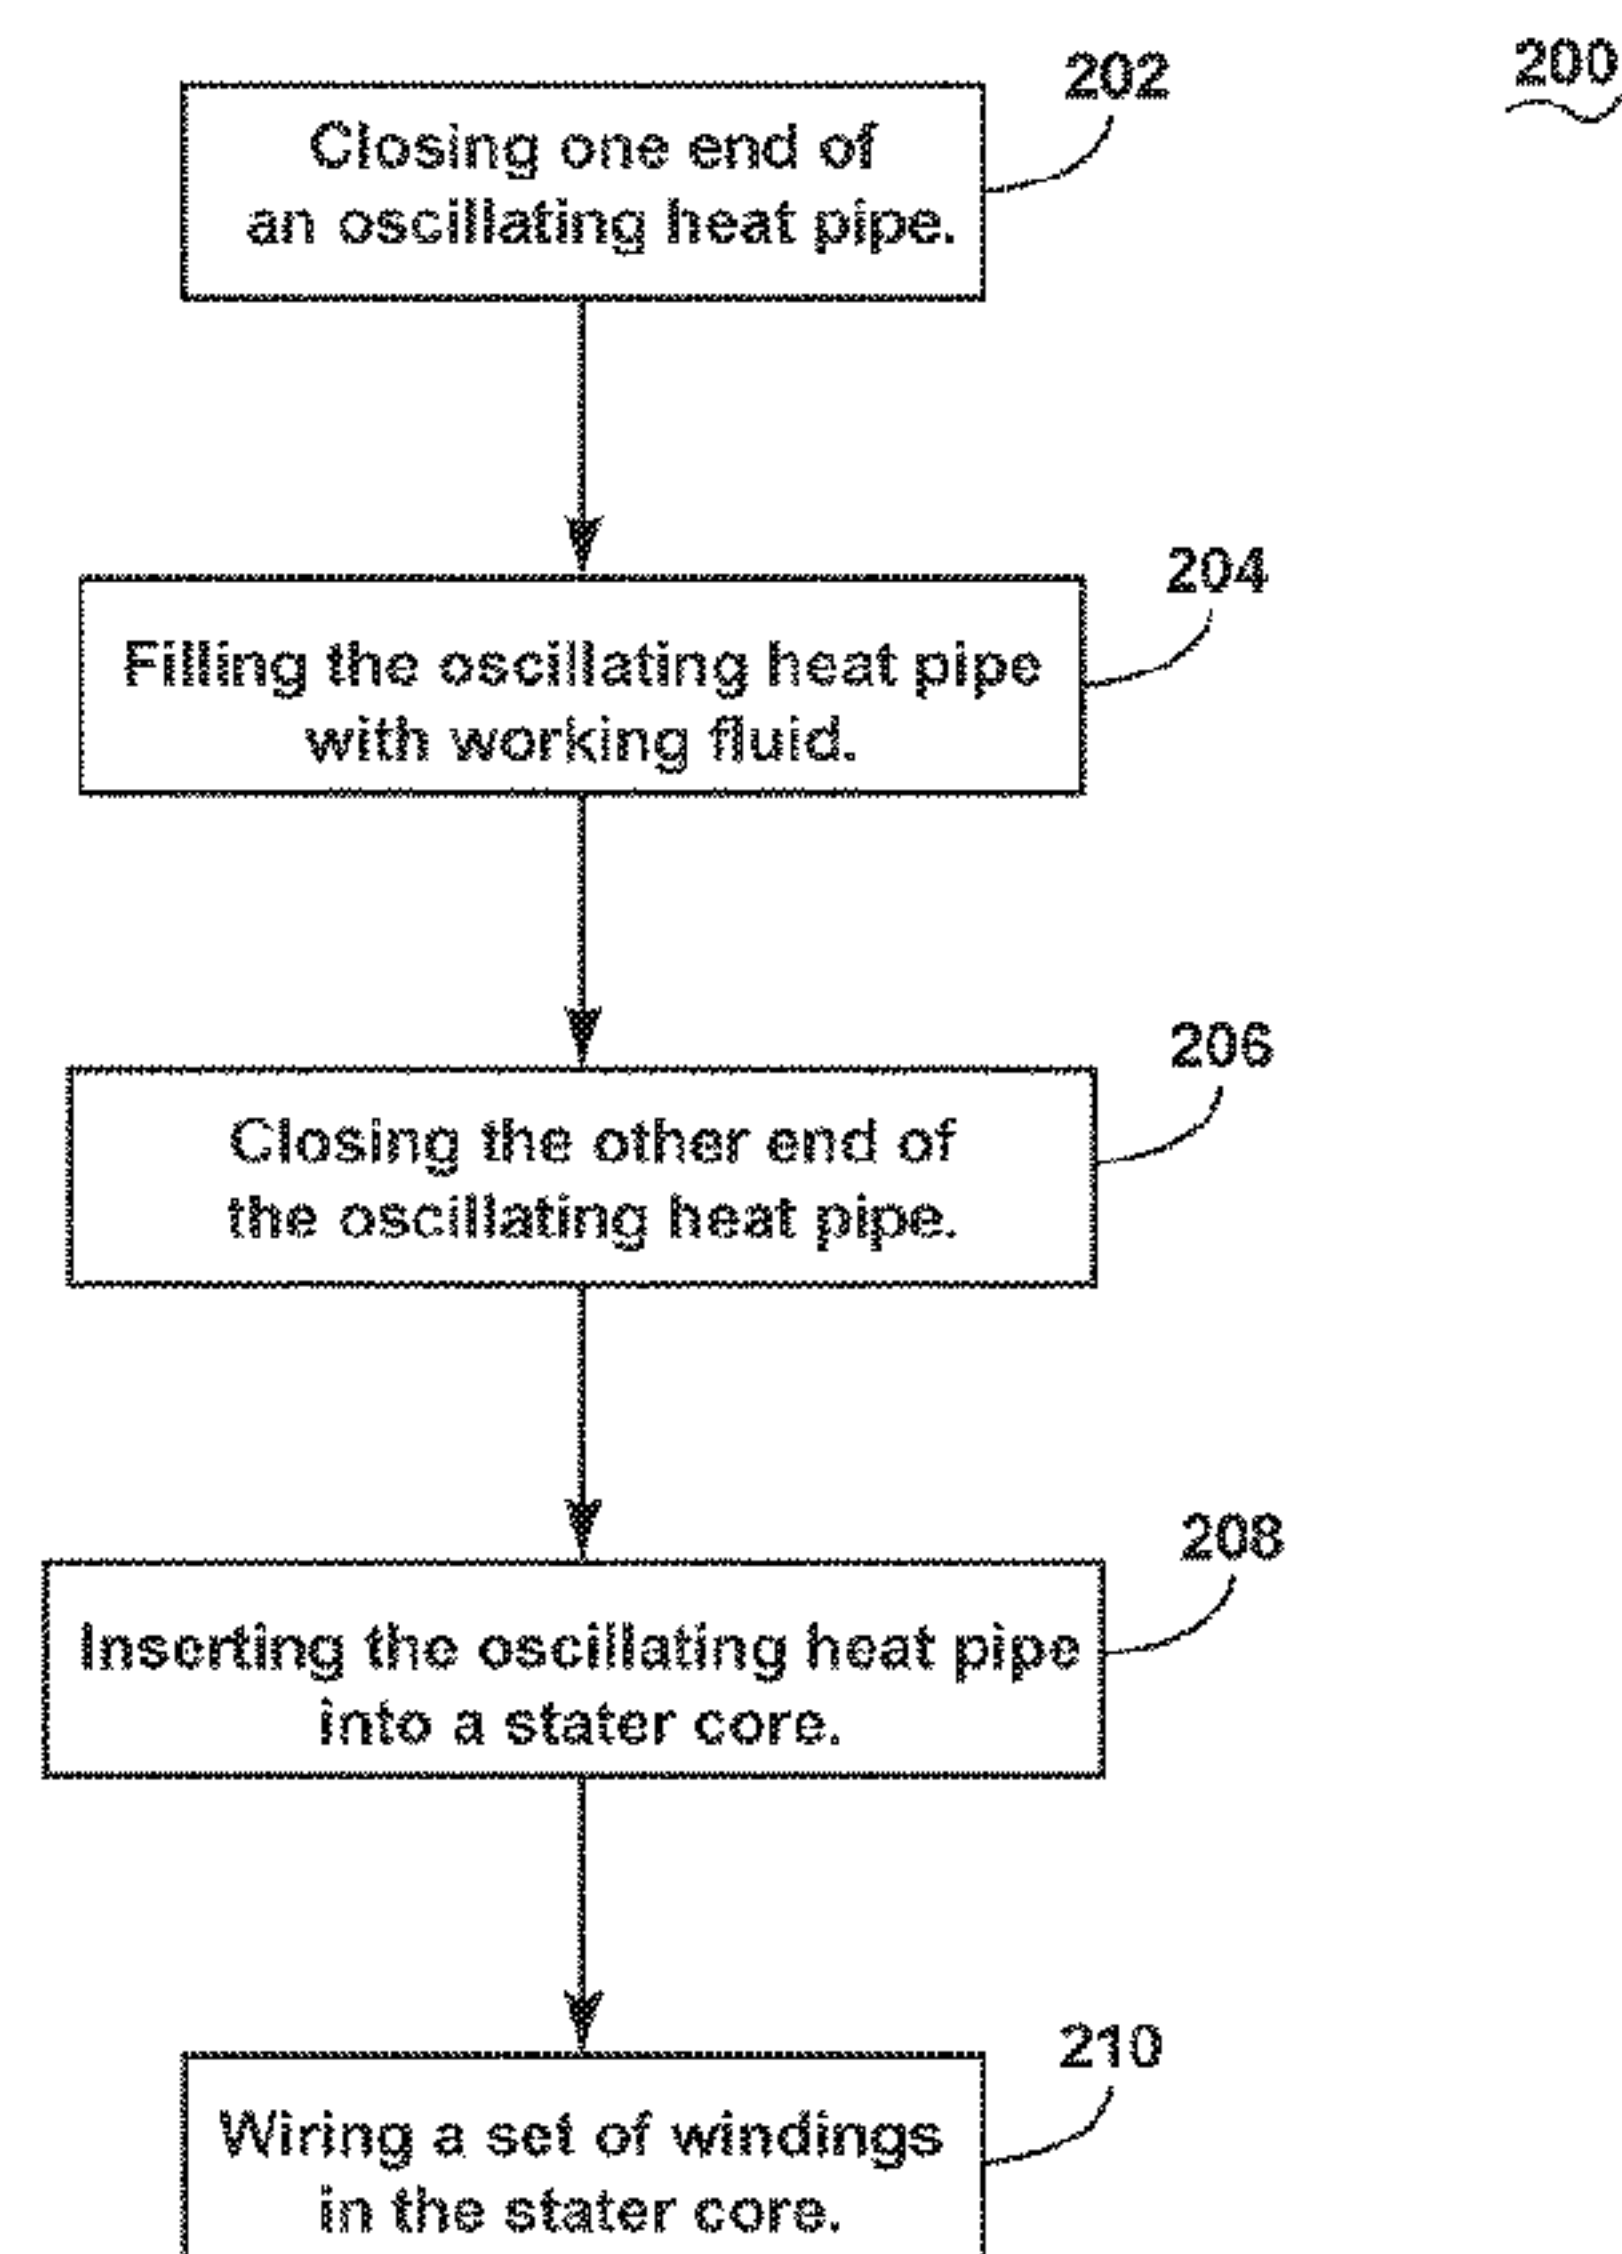 200
202
Closing one end of
an oscillating heat pipe.
204
Filling the oscillating heat pipe
with working fluid.
206
Closing the other end of
the oscillating heat pipe.
208
Inserting the oscillating heat pipe
into a stater core.
210
Wiring a set of windings
in the stater core.